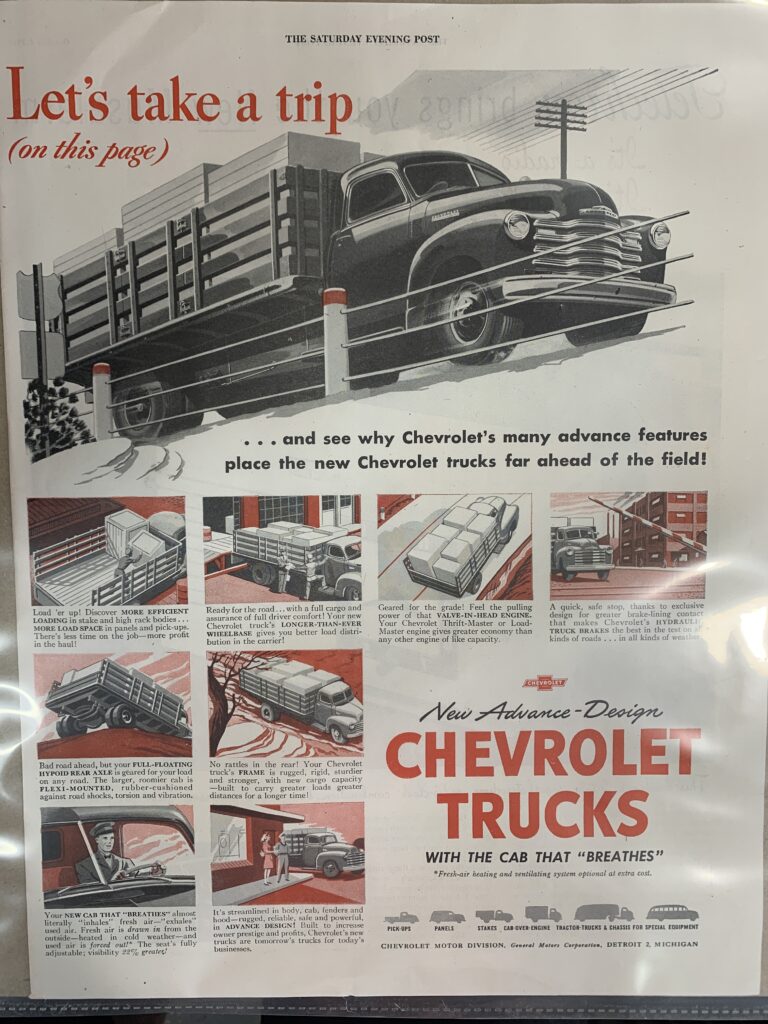 THE SATURDAY EVENING POST
Let's take a trip
(on this page)
CHEVROLET
. . . and see why Chevrolet's many advance features
place the new Chevrolet trucks far ahead of the field!
Load 'er up! Discover MORE EFFICIENT
LOADING in stake and high rack bodies . . .
MORE LOAD SPACE in panels and pick-ups.
There's less time on the job—more profit
in the haul!
Ready for the road . . . with a full cargo and
assurance of full driver comfort! Your new
Chevrolet truck's LONGER-THAN-EVER
WHEELBASE gives you better load distri-
bution in the carrier!
Geared for the grade! Feel the pulling
power of that VALVE-IN-HEAD ENGINE.
Your Chevrolet Thrift-Master or Load-
Master engine gives greater economy than
any other engine of like capacity.
A quick, safe stop, thanks to exclusive
design for greater brake-lining contact
that makes Chevrolet's HYDRAULIC
TRUCK BRAKES the best in the test on all
kinds of roads . . . in all kinds of weather.
Bad road ahead, but your FULL-FLOATING
HYPOID REAR AXLE is geared for your load
on any road. The larger, roomier cab is
FLEXI-MOUNTED, rubber-cushioned
against road shocks, torsion and vibration.
No rattles in the rear! Your Chevrolet
truck's FRAME is rugged, rigid, sturdier
and stronger, with new cargo capacity
—built to carry greater loads greater
distances for a longer time!
Your NEW CAB THAT "BREATHES" almost
literally "inhales" fresh air—"exhales"
used air. Fresh air is drawn in from the
outside—heated in cold weather—and
used air is forced out!* The seat's fully
adjustable; visibility 22% greater!
It's streamlined in body, cab, fenders and
hood—rugged, reliable, safe and powerful,
in ADVANCE DESIGN! Built to increase
owner prestige and profits, Chevrolet's new
trucks are tomorrow's trucks for today's
businesses.
CHEVROLET
New Advance-Design
CHEVROLET
TRUCKS
WITH THE CAB THAT "BREATHES"
*Fresh-air heating and ventilating system optional at extra cost.
PICK-UPS PANELS STAKES CAB-OVER-ENGINE TRACTOR-TRUCKS & CHASSIS FOR SPECIAL EQUIPMENT
CHEVROLET MOTOR DIVISION, General Motors Corporation, DETROIT 2, MICHIGAN